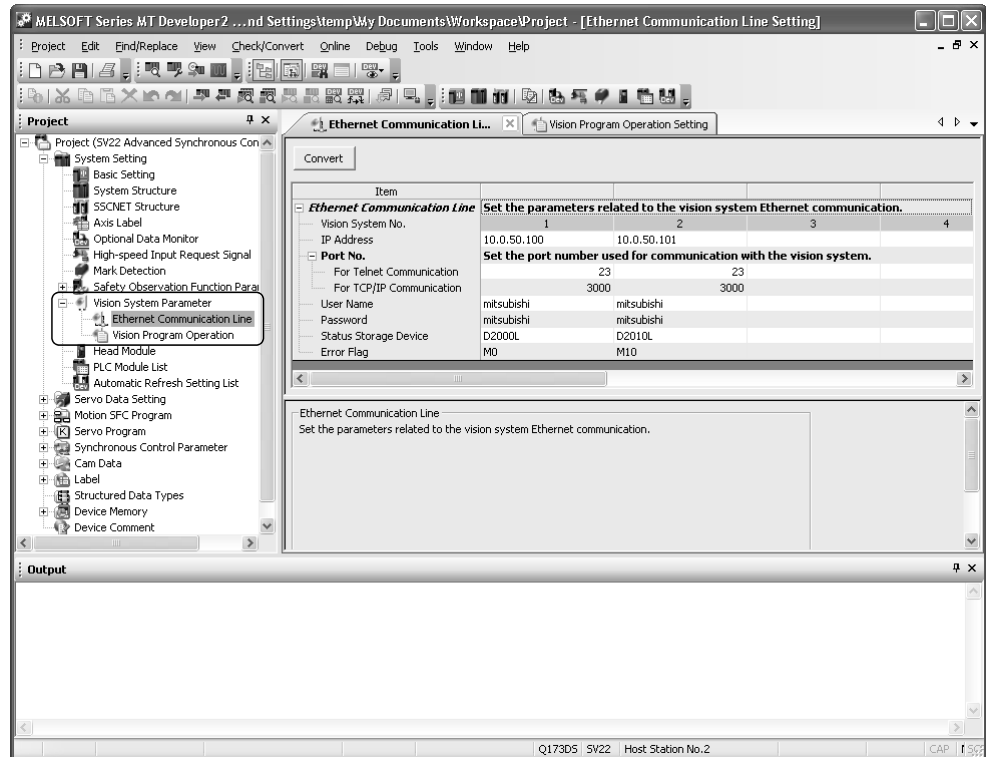 MELSOFT Series MT Developer2 ...nd Settings\temp\My Documents\Workspace\Project - [Ethernet Communication Line Setting]
Project Edit Find/Replace View Check/Convert Online Debug Tools Window Help
Project
Project (SV22 Advanced Synchronous Con
System Setting
Basic Setting
System Structure
SSCNET Structure
Axis Label
Optional Data Monitor
High-speed Input Request Signal
Mark Detection
Safety Observation Function Para
Vision System Parameter
Ethernet Communication Line
Vision Program Operation
Head Module
PLC Module List
Automatic Refresh Setting List
Servo Data Setting
Motion SFC Program
Servo Program
Synchronous Control Parameter
Cam Data
Label
Structured Data Types
Device Memory
Device Comment
Ethernet Communication Li... Vision Program Operation Setting
Convert
Item
Ethernet Communication Line Set the parameters related to the vision system Ethernet communication.
Vision System No. 1 2 3 4
IP Address 10.0.50.100 10.0.50.101
Port No. Set the port number used for communication with the vision system.
For Telnet Communication 23 23
For TCP/IP Communication 3000 3000
User Name mitsubishi mitsubishi
Password mitsubishi mitsubishi
Status Storage Device D2000L D2010L
Error Flag M0 M10
Ethernet Communication Line
Set the parameters related to the vision system Ethernet communication.
Output
Q173DS SV22 Host Station No.2 CAP